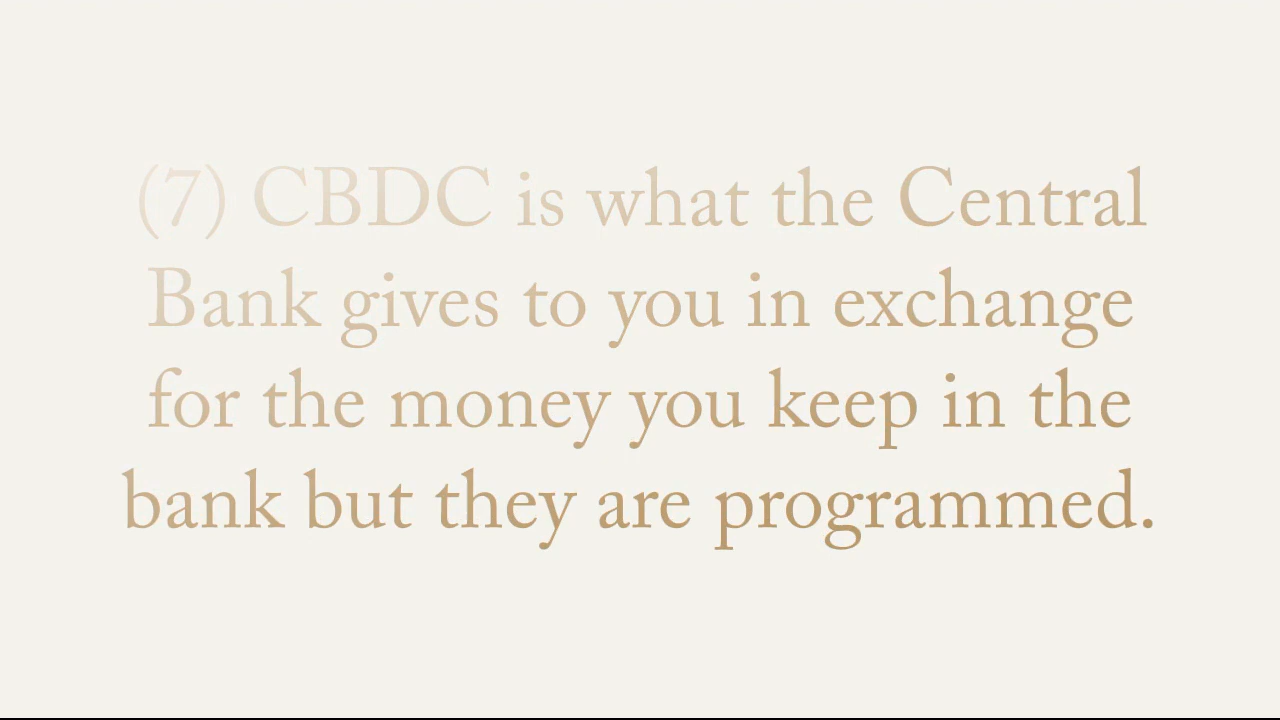 (7) CBDC is what the Central
Bank gives to you in exchange
for the money you keep in the
bank but they are programmed.